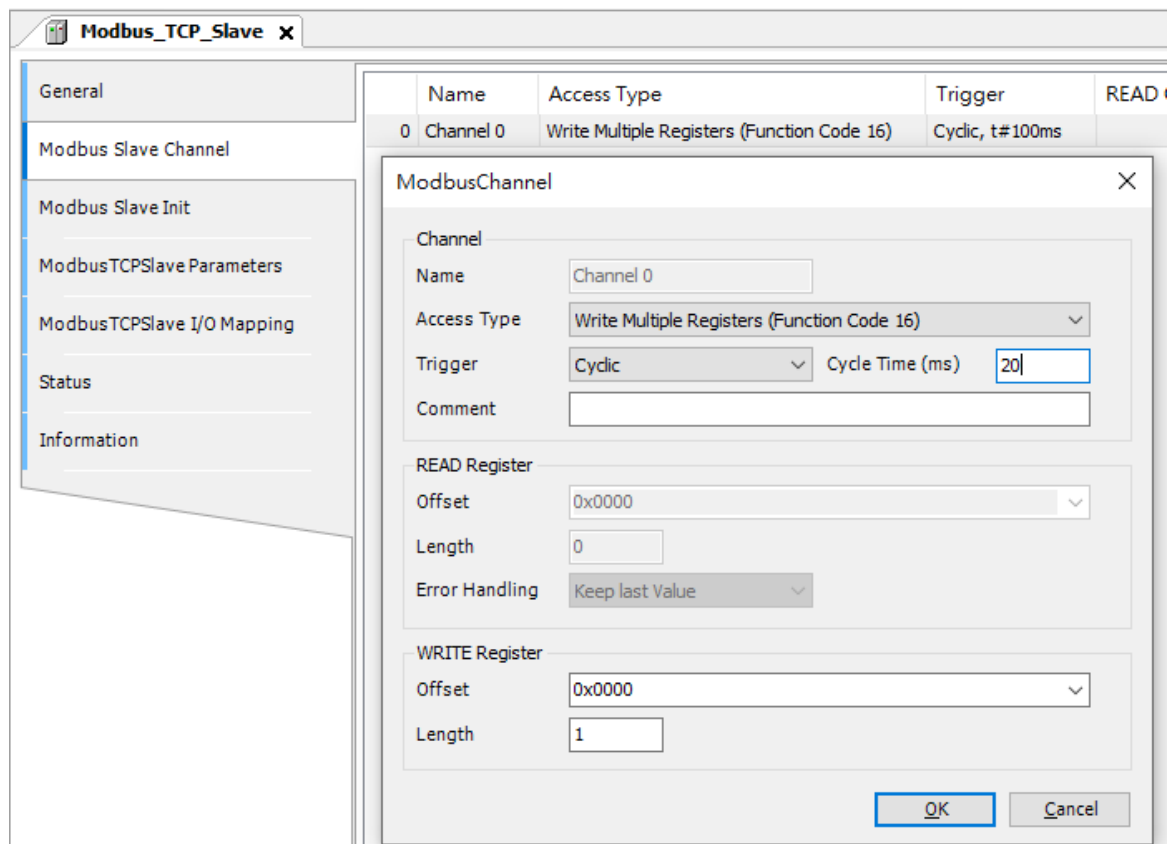 Modbus_TCP_Slave
General
Modbus Slave Channel
Modbus Slave Init
ModbusTCPSlave Parameters
ModbusTCPSlave I/O Mapping
Status
Information
Name Access Type Trigger READ
0 Channel 0 Write Multiple Registers (Function Code 16) Cyclic, t#100ms
ModbusChannel
Channel
Name Channel 0
Access Type Write Multiple Registers (Function Code 16)
Trigger Cyclic Cycle Time (ms) 20
Comment
READ Register
Offset 0x0000
Length 0
Error Handling Keep last Value
WRITE Register
Offset 0x0000
Length 1
OK Cancel